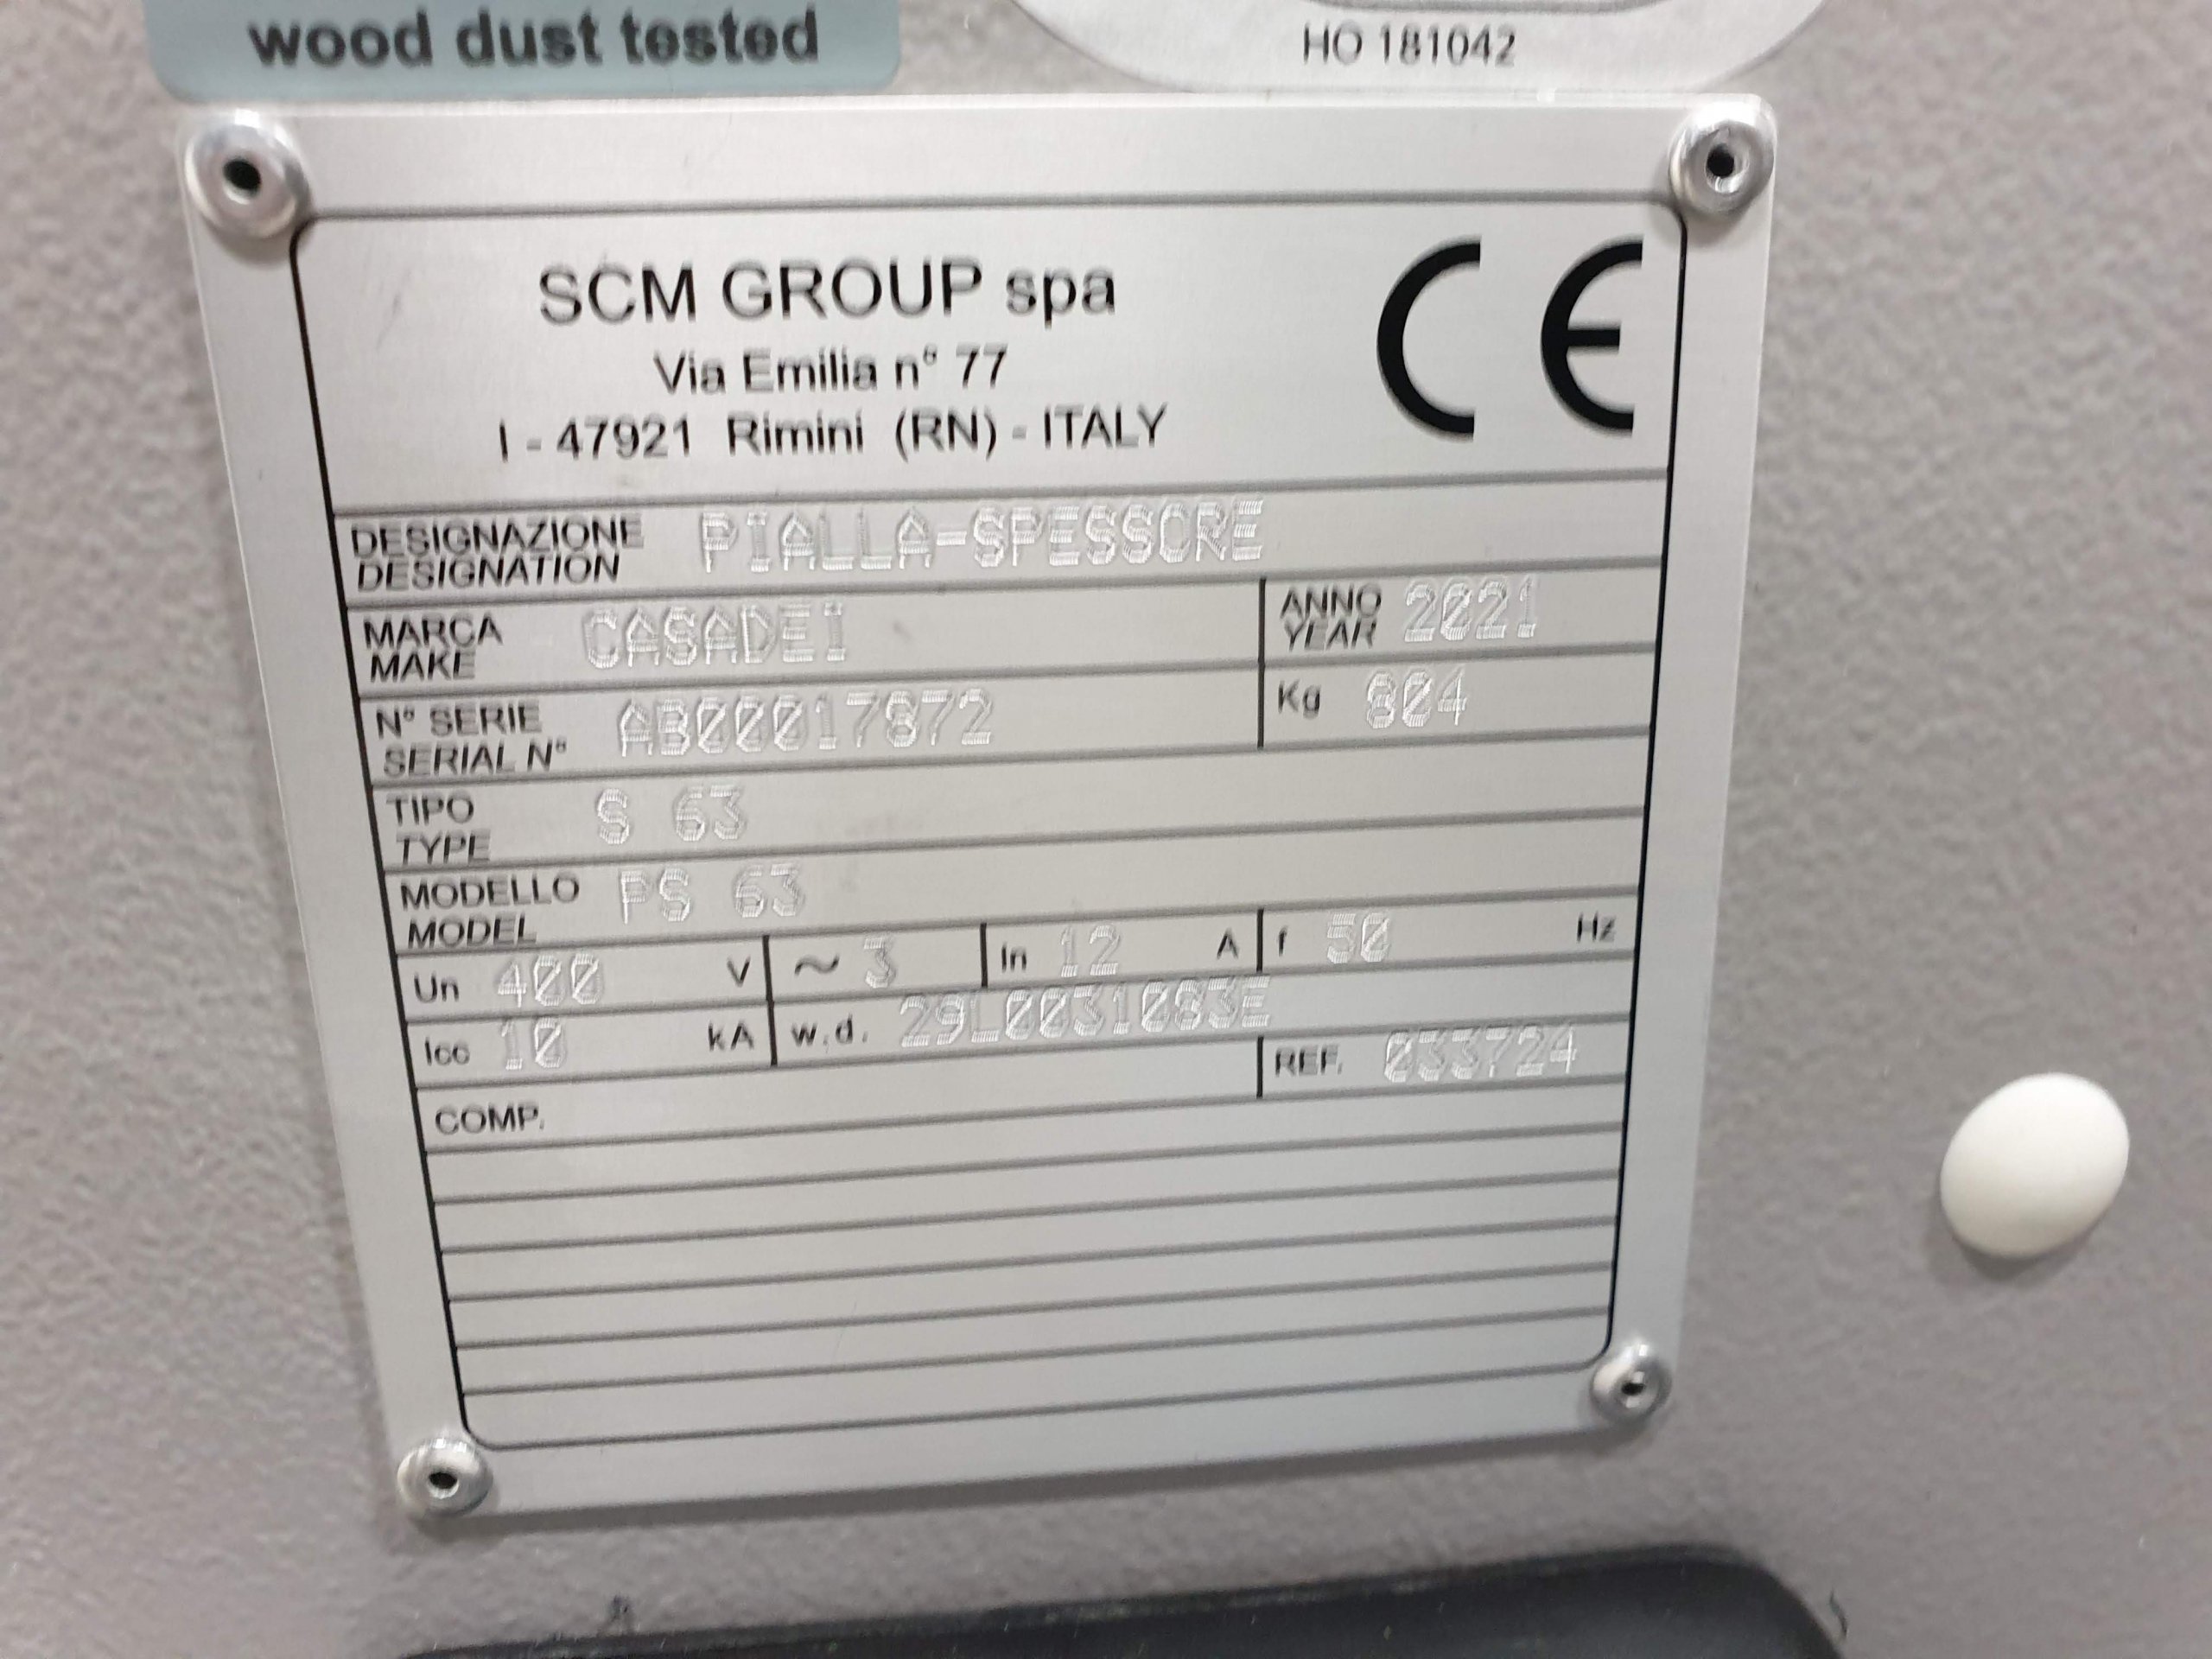 wood dust tested
HO 181042
SCM GROUP spa
Via Emilia n° 77
I - 47921 Rimini (RN) - ITALY
CE
DESIGNAZIONE PIALLA-SPESSORE
DESIGNATION
MARCA CASADEI
MAKE
ANNO 2021
YEAR
N° SERIE AB00017872
SERIAL N°
Kg 804
TIPO S 63
TYPE
MODELLO PS 63
MODEL
Un 400 V ~ 3 In 12 A f 50 Hz
Icc 10 kA w.d. 29L0031083E
REF. 033724
COMP.